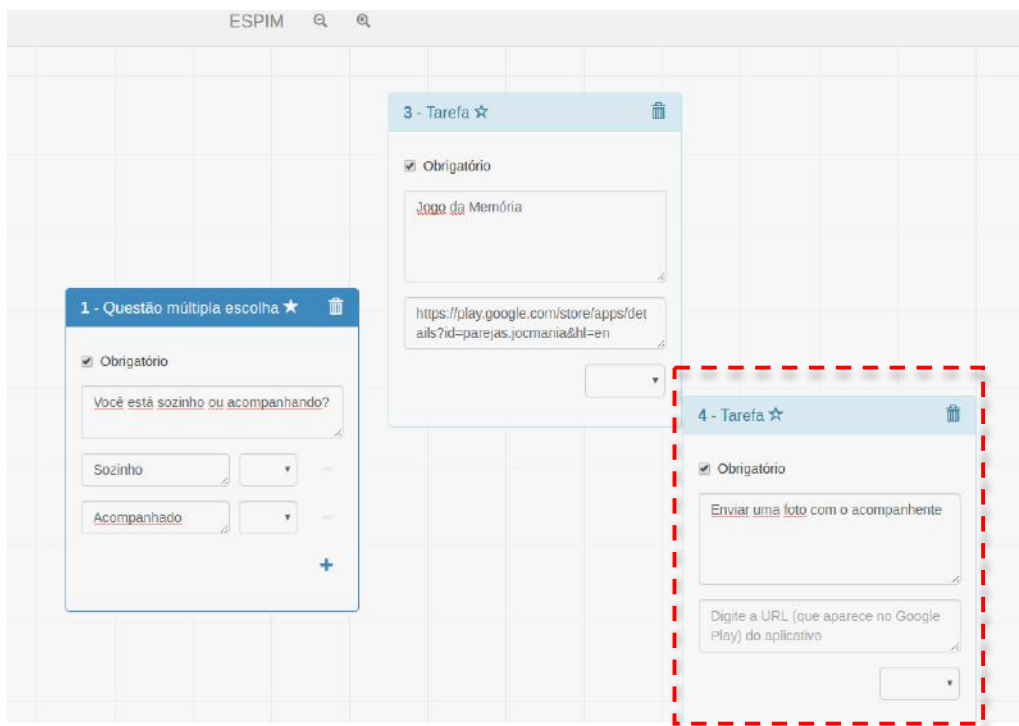 ESPIM
3 - Tarefa
Obrigatório
Jogo da Memória
https://play.google.com/store/apps/det
ails?id=parejas.jocmania&hl=en
1 - Questão múltipla escolha
Obrigatório
Você está sozinho ou acompanhando?
Sozinho
Acompanhado
4 - Tarefa
Obrigatório
Enviar uma foto com o acompanhente
Digite a URL (que aparece no Google
Play) do aplicativo